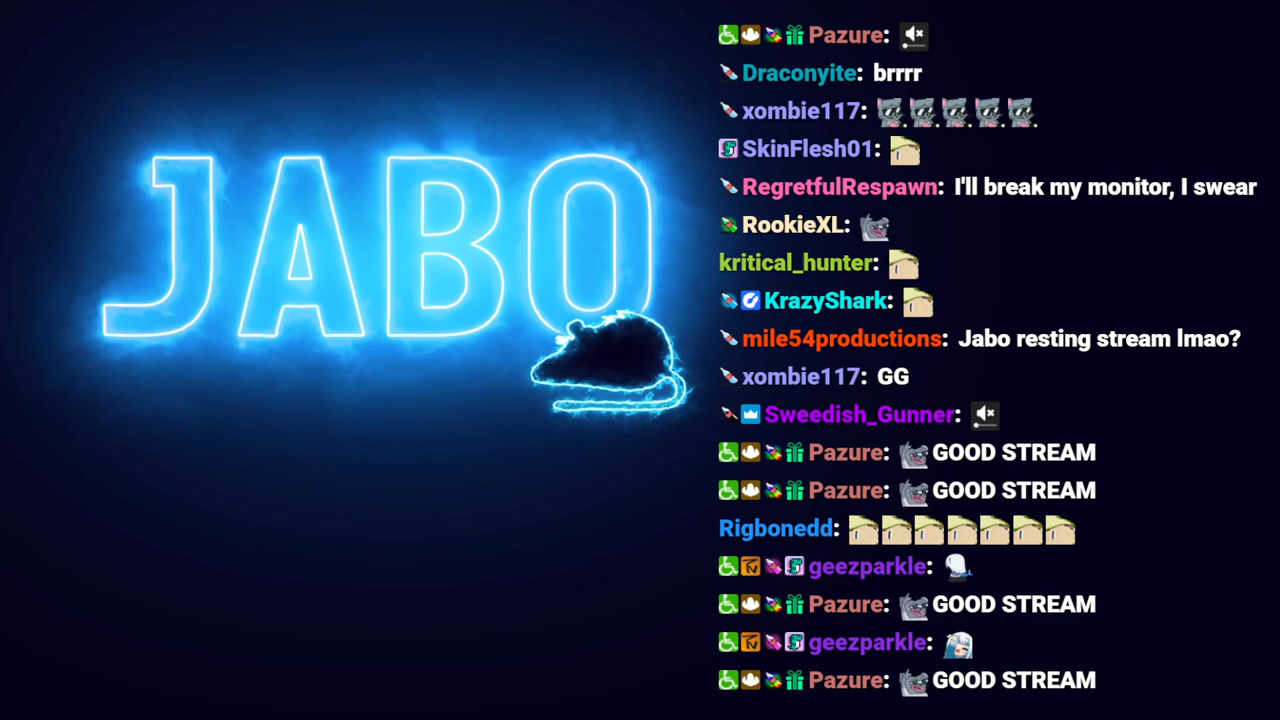 JABO
Pazure:
Draconyite: brrrr
xombie117:
SkinFlesh01:
RegretfulRespawn: I'll break my monitor, I swear
RookieXL:
kritical_hunter:
KrazyShark:
mile54productions: Jabo resting stream lmao?
xombie117: GG
Sweedish_Gunner:
Pazure: GOOD STREAM
Pazure: GOOD STREAM
Rigbonedd:
geezparkle:
Pazure: GOOD STREAM
geezparkle:
Pazure: GOOD STREAM